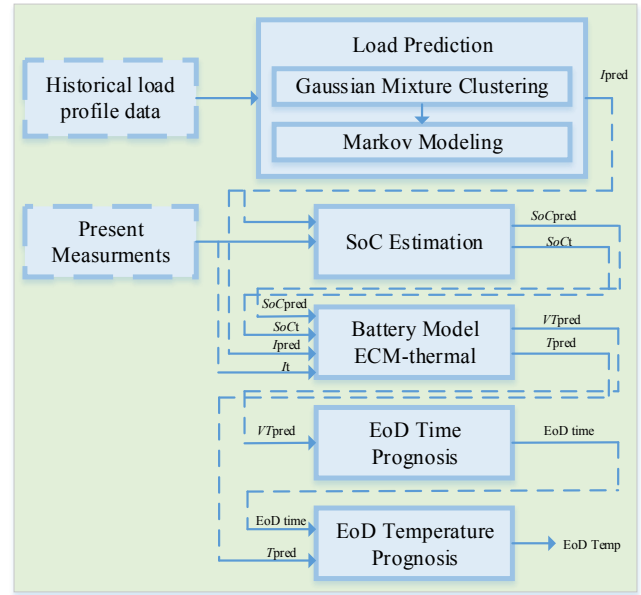 Load Prediction
Historical load
profile data
Gaussian Mixture Clustering
Markov Modeling
Ipred
Present
Measurments
SoC Estimation
SoCpred
SoCt
SoCpred
SoCt
Ipred
It
Battery Model
ECM-thermal
VTpred
Tpred
VTpred
EoD Time
Prognosis
EoD time
EoD time
Tpred
EoD Temperature
Prognosis
EoD Temp